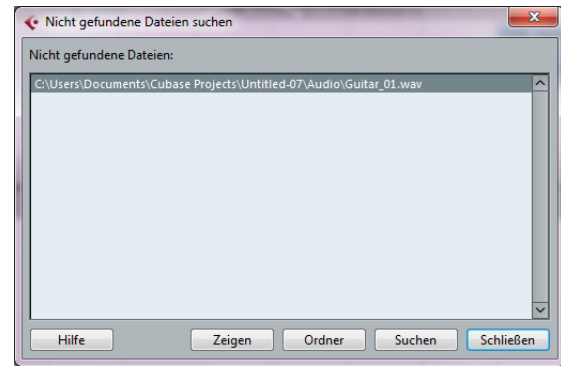 Nicht gefundene Dateien suchen
Nicht gefundene Dateien:
C:\Users\Documents\Cubase Projects\Untitled-07\Audio\Guitar_01.wav
Hilfe Zeigen Ordner Suchen Schließen